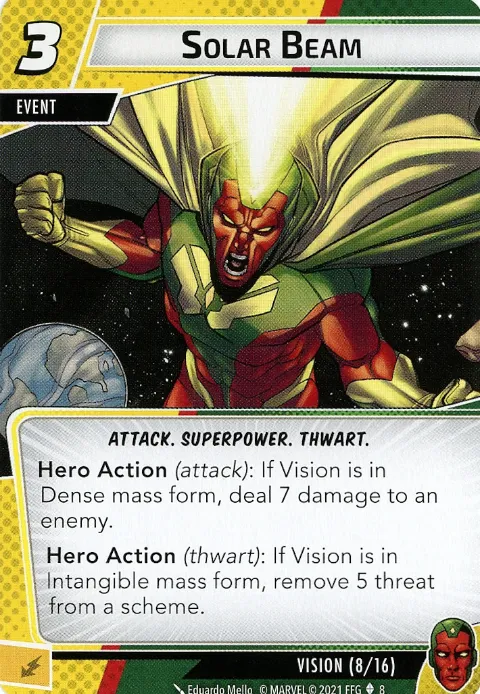 3
SOLAR BEAM
EVENT
ATTACK. SUPERPOWER. THWART.
Hero Action (attack): If Vision is in
Dense mass form, deal 7 damage to an
enemy.
Hero Action (thwart): If Vision is in
Intangible mass form, remove 5 threat
from a scheme.
VISION (8/16)
Eduardo Mello © MARVEL © 2021 FFG 8